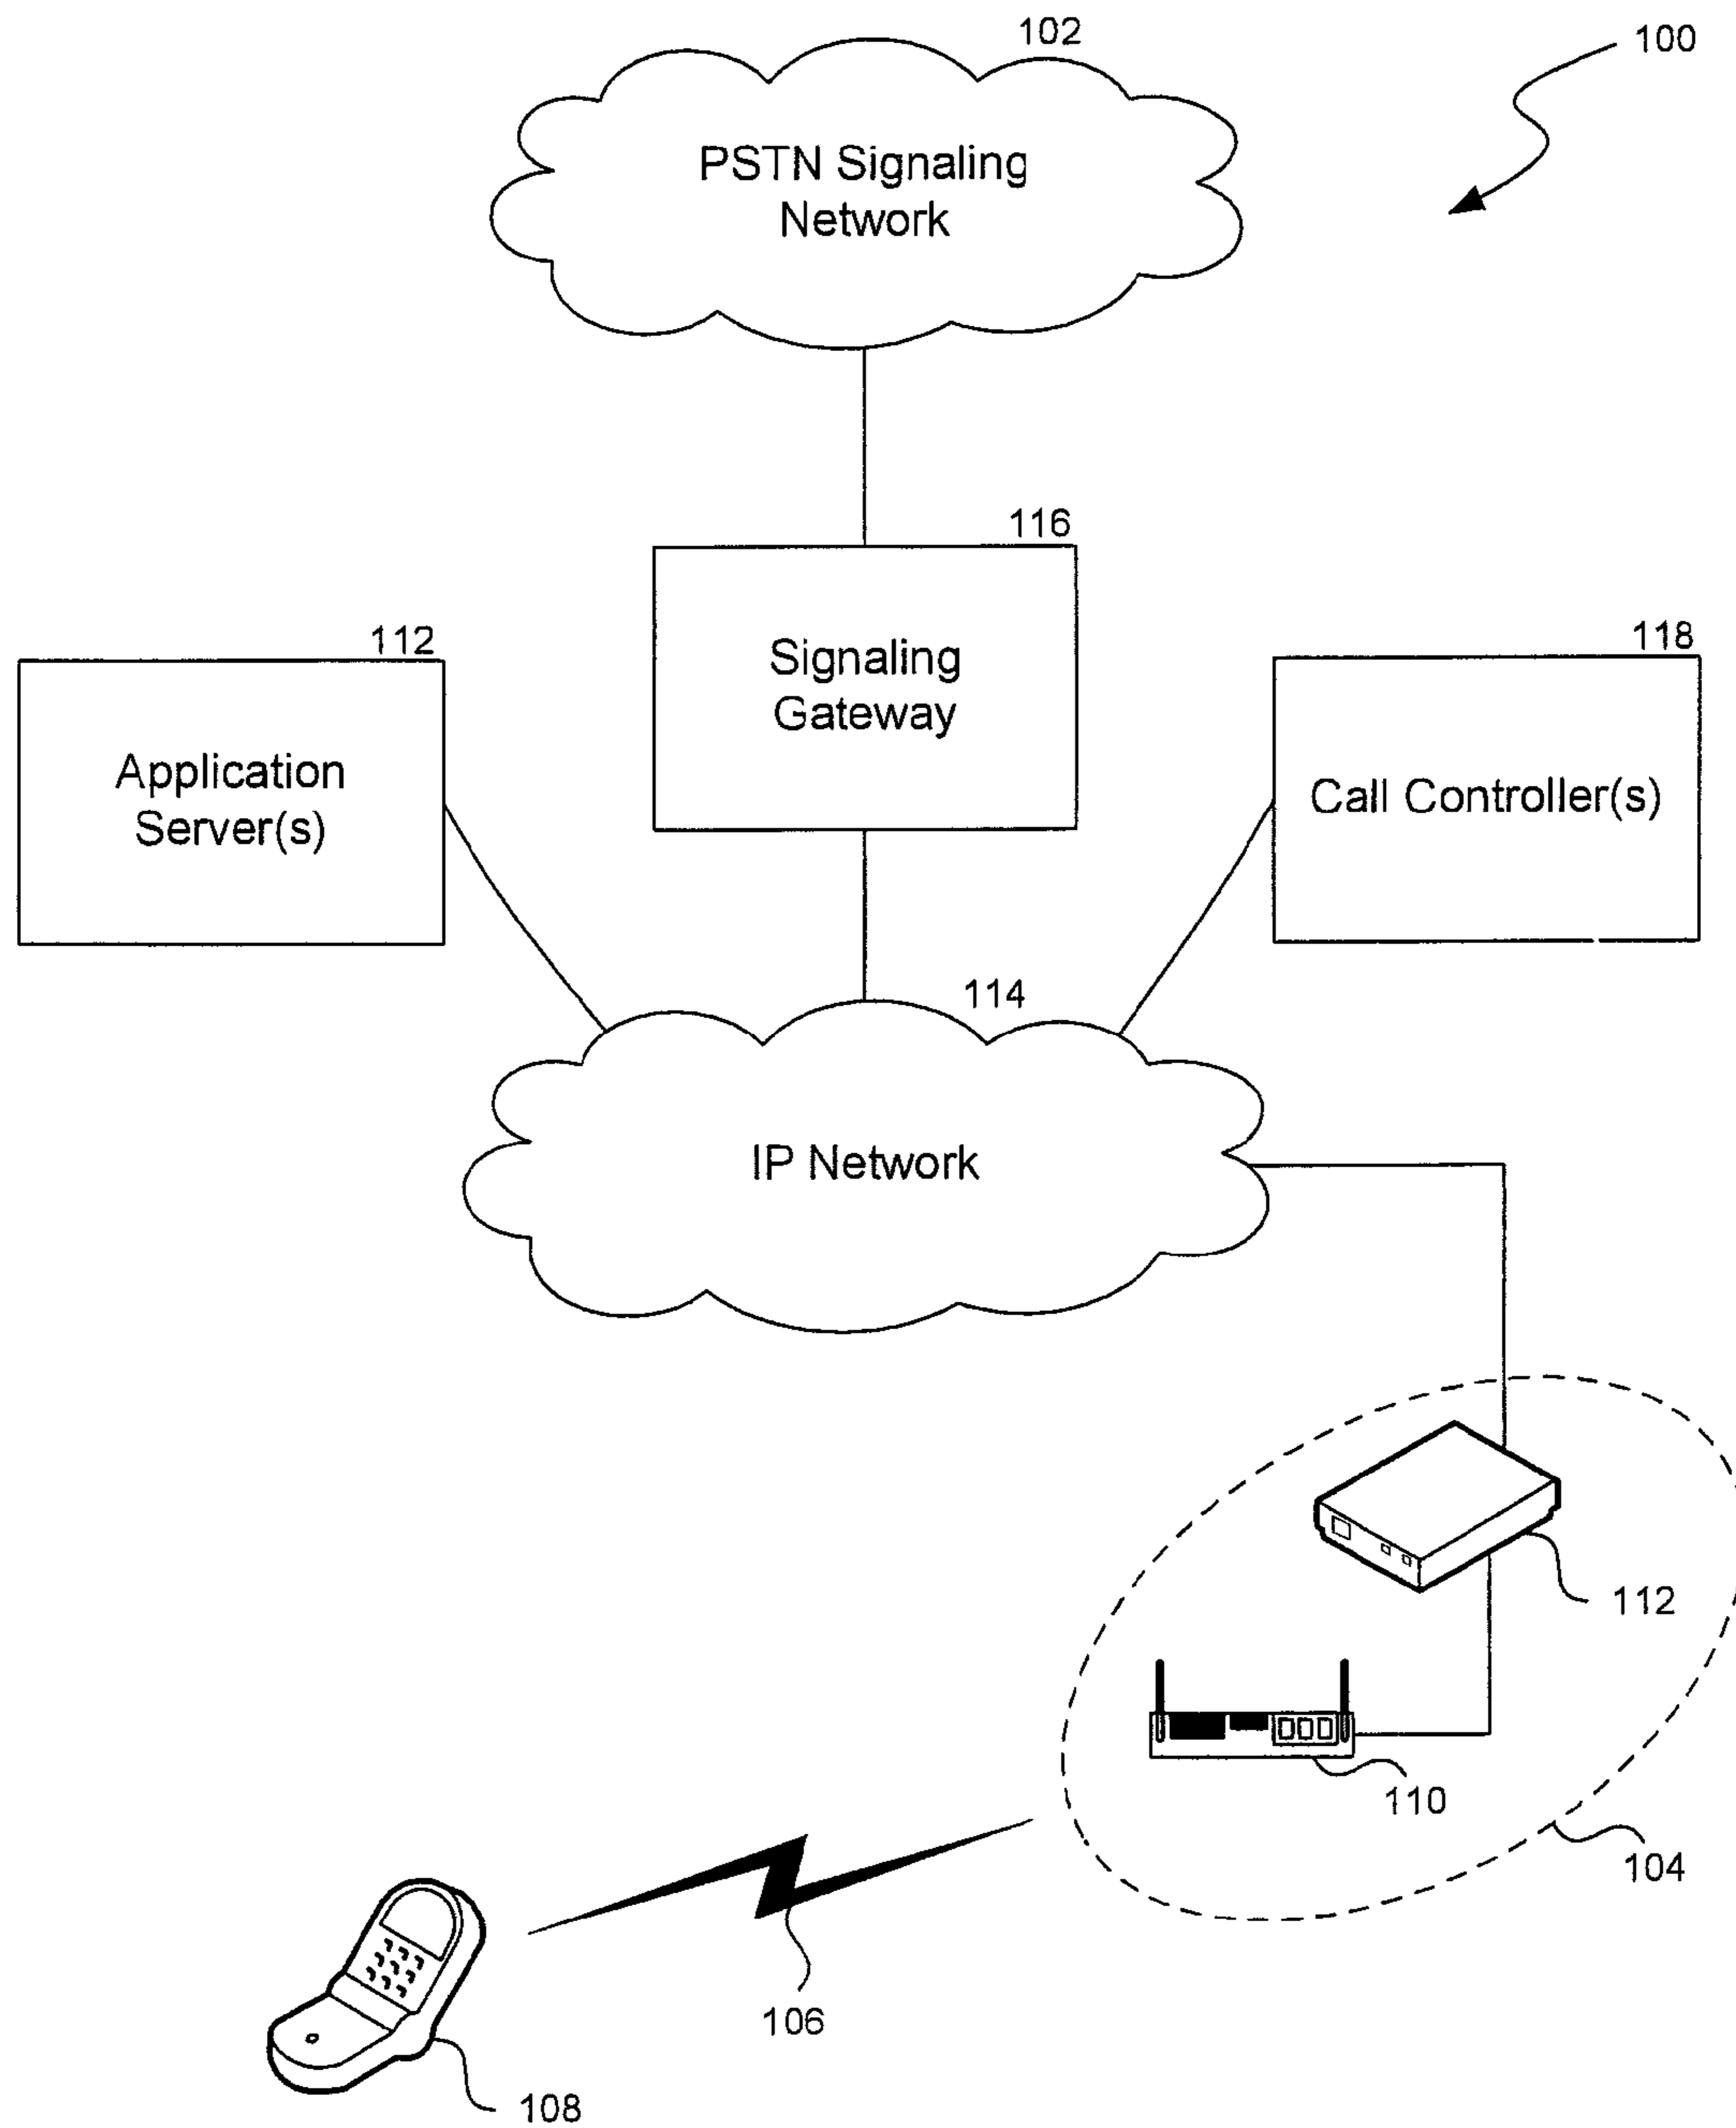 102
100
PSTN Signaling
Network
116
112
118
Signaling
Gateway
Application
Server(s)
Call Controller(s)
114
IP Network
112
110
104
106
108